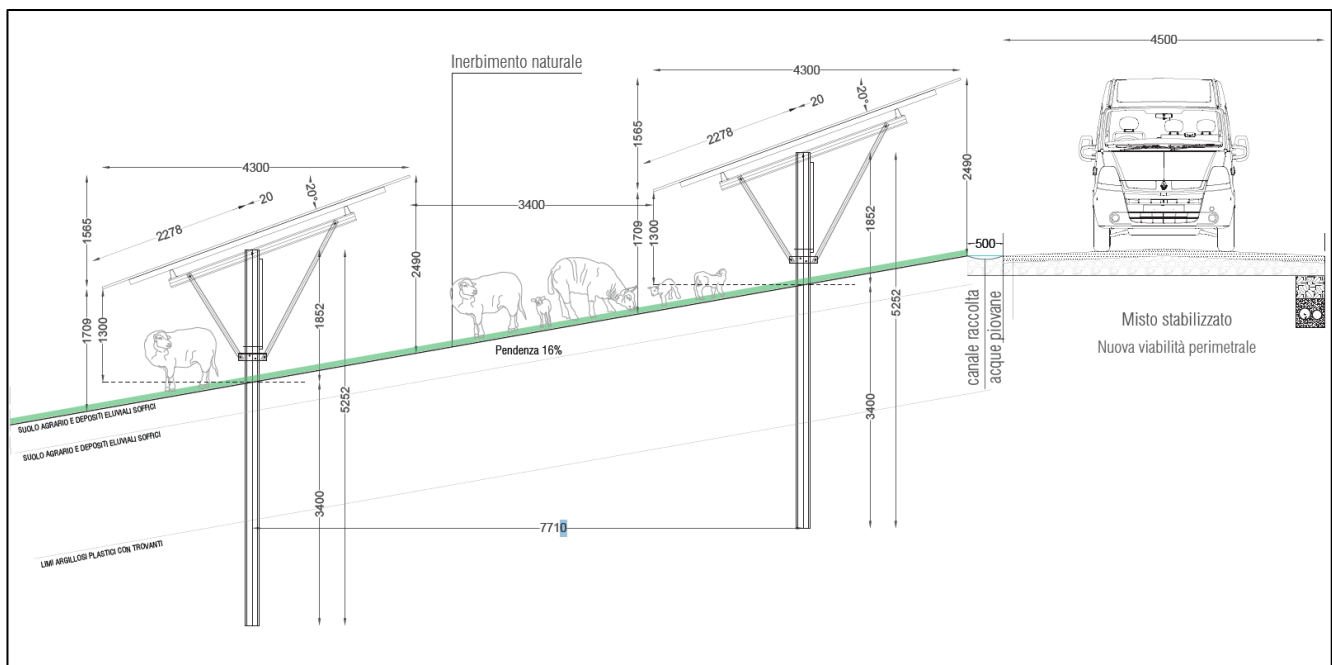 4500
4300
Inerbimento naturale
20
20°
2278
1565
2490
4300
3400
1709
1300
1852
5252
20
20°
2278
1565
2490
500
1709
1300
1852
5252
Pendenza 16%
canale raccolta
acque piovane
Misto stabilizzato
Nuova viabilità perimetrale
SUOLO AGRARIO E DEPOSITI ELUVIALI SOFFICI
SUOLO AGRARIO E DEPOSITI ELUVIALI SOFFICI
3400
3400
7710
LIMI ARGILLOSI PLASTICI CON TROVANTI